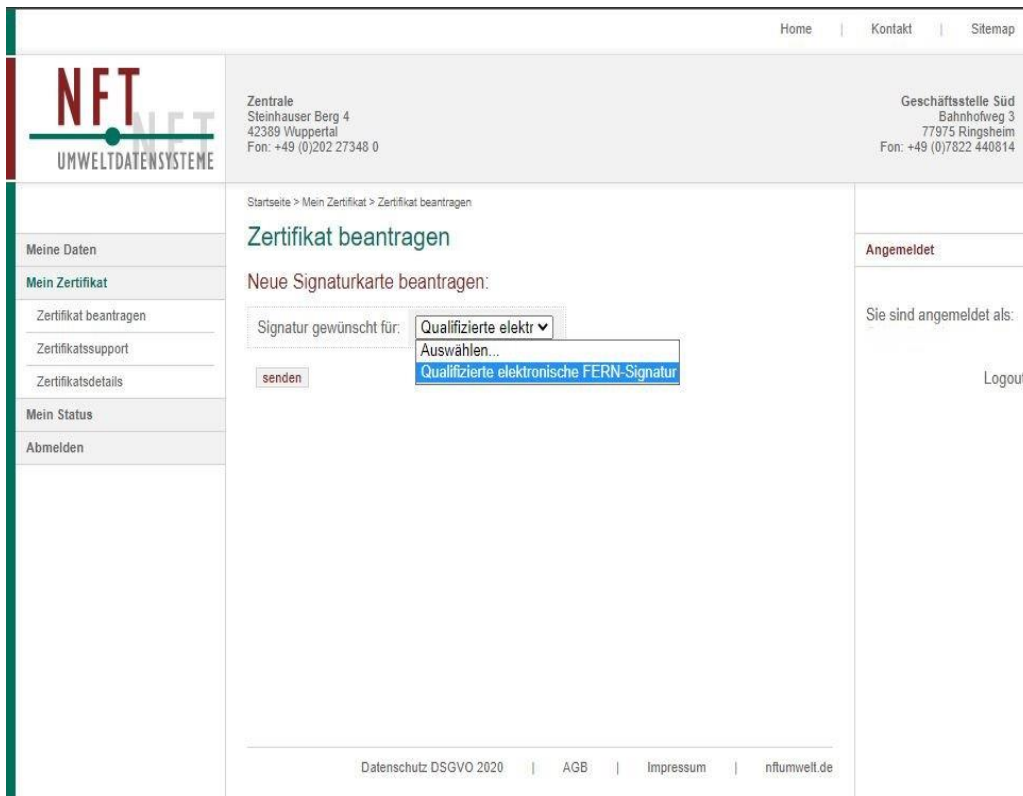 Home | Kontakt | Sitemap
NFT
NFT
UMWELTDATENSYSTEME
Zentrale
Steinhauser Berg 4
42389 Wuppertal
Fon: +49 (0)202 27348 0
Geschäftsstelle Süd
Bahnhofweg 3
77975 Ringsheim
Fon: +49 (0)7822 440814
Startseite > Mein Zertifikat > Zertifikat beantragen
Meine Daten
Mein Zertifikat
Zertifikat beantragen
Zertifikatssupport
Zertifikatsdetails
Mein Status
Abmelden
Zertifikat beantragen
Neue Signaturkarte beantragen:
Signatur gewünscht für: Qualifizierte elektr
Auswählen...
Qualifizierte elektronische FERN-Signatur
senden
Angemeldet
Sie sind angemeldet als:
Logout
Datenschutz DSGVO 2020 | AGB | Impressum | nftumwelt.de